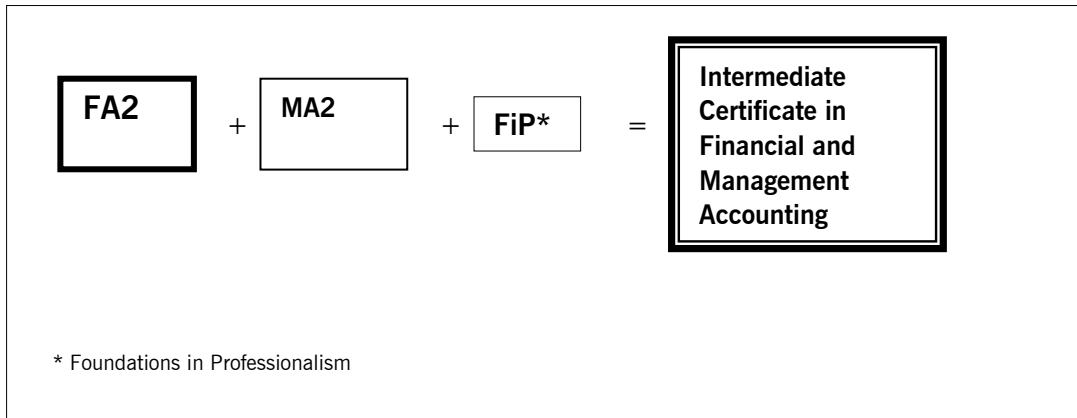 FA2 + MA2 + FiP* = Intermediate
Certificate in
Financial and
Management
Accounting
* Foundations in Professionalism